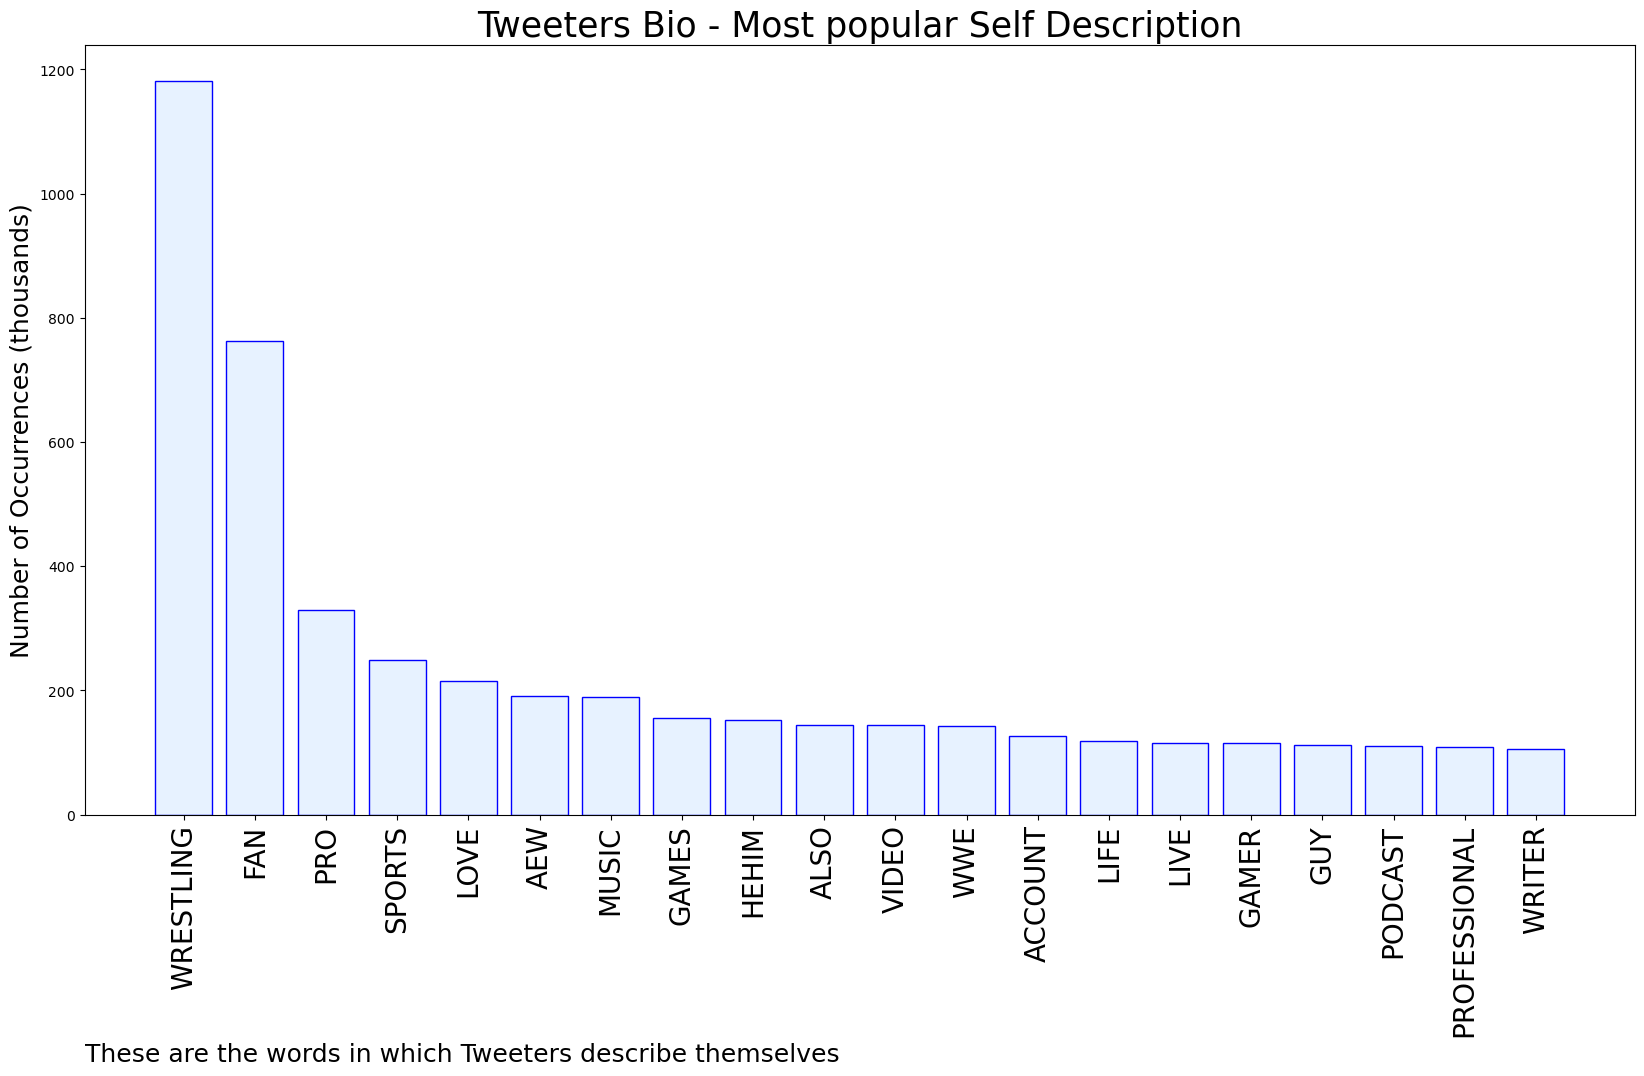 Tweeters Bio - Most popular Self Description
Number of Occurrences (thousands)
1200
1000
800
600
400
200
0
WRESTLING
FAN
PRO
SPORTS
LOVE
AEW
MUSIC
GAMES
HEHIM
ALSO
VIDEO
WWE
ACCOUNT
LIFE
LIVE
GAMER
GUY
PODCAST
PROFESSIONAL
WRITER
These are the words in which Tweeters describe themselves